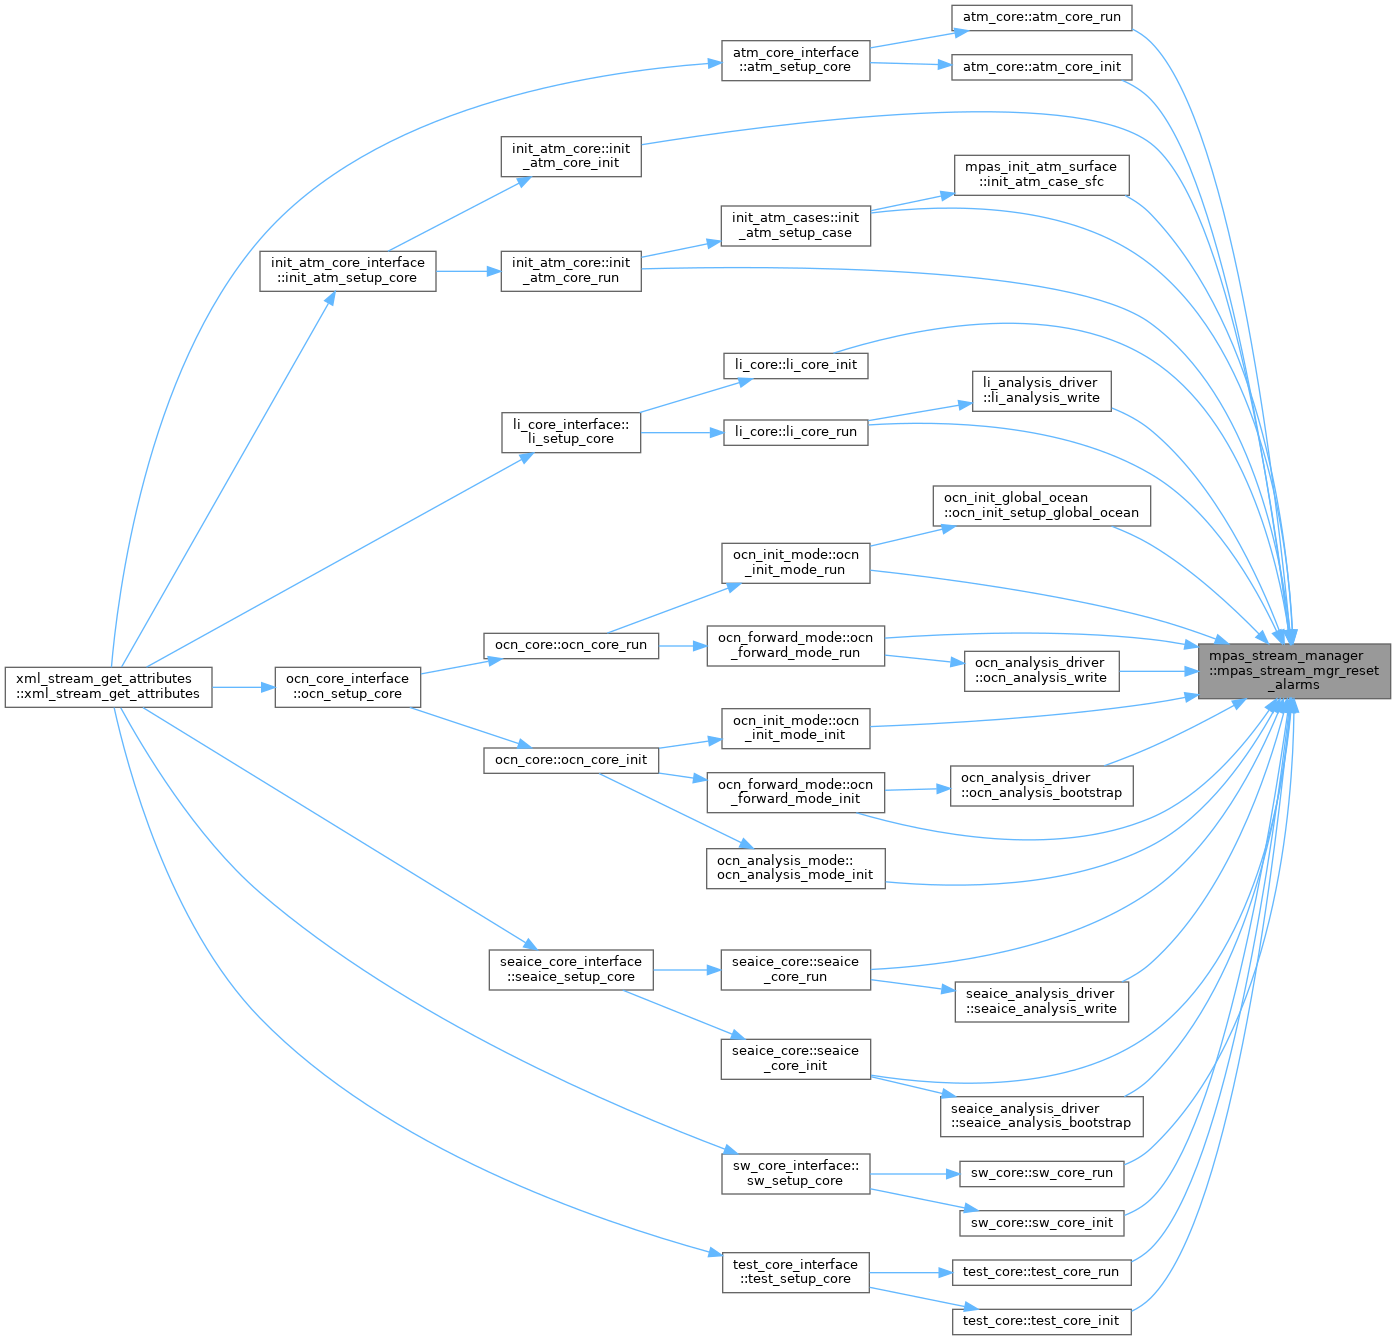 atm_core::atm_core_run
atm_core_interface
::atm_setup_core
atm_core::atm_core_init
init_atm_core::init
_atm_core_init
mpas_init_atm_surface
::init_atm_case_sfc
init_atm_cases::init
_atm_setup_case
init_atm_core_interface
::init_atm_setup_core
init_atm_core::init
_atm_core_run
li_core::li_core_init
li_analysis_driver
::li_analysis_write
li_core_interface::
li_setup_core
li_core::li_core_run
ocn_init_global_ocean
::ocn_init_setup_global_ocean
ocn_init_mode::ocn
_init_mode_run
ocn_core::ocn_core_run
ocn_forward_mode::ocn
_forward_mode_run
ocn_analysis_driver
::ocn_analysis_write
mpas_stream_manager
::mpas_stream_mgr_reset
_alarms
xml_stream_get_attributes
::xml_stream_get_attributes
ocn_core_interface
::ocn_setup_core
ocn_init_mode::ocn
_init_mode_init
ocn_core::ocn_core_init
ocn_forward_mode::ocn
_forward_mode_init
ocn_analysis_driver
::ocn_analysis_bootstrap
ocn_analysis_mode::
ocn_analysis_mode_init
seaice_core_interface
::seaice_setup_core
seaice_core::seaice
_core_run
seaice_analysis_driver
::seaice_analysis_write
seaice_core::seaice
_core_init
seaice_analysis_driver
::seaice_analysis_bootstrap
sw_core_interface::
sw_setup_core
sw_core::sw_core_run
sw_core::sw_core_init
test_core_interface
::test_setup_core
test_core::test_core_run
test_core::test_core_init